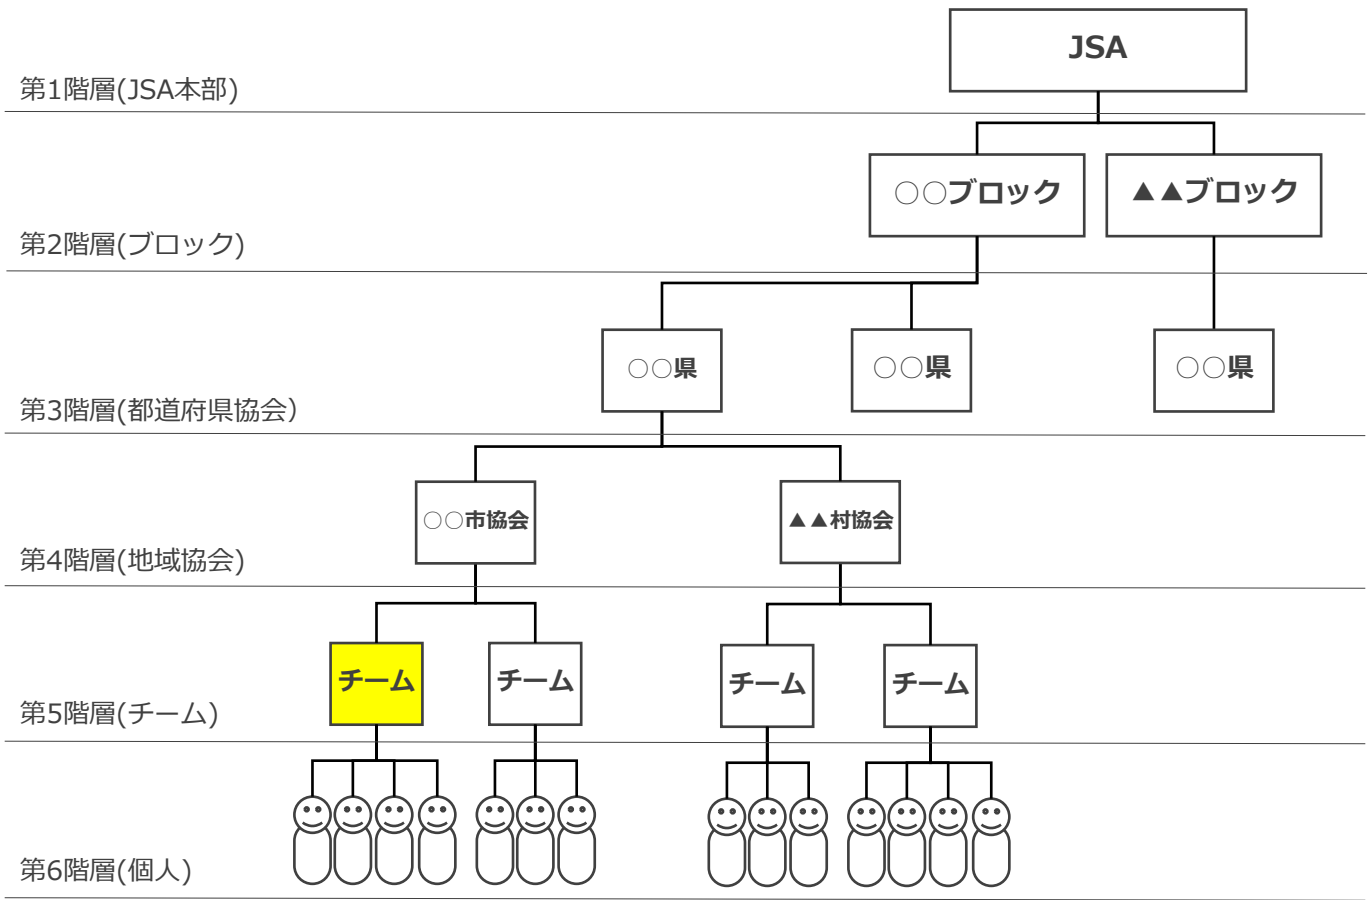 JSA
第1階層(JSA本部)
○○ブロック
▲▲ブロック
第2階層(ブロック)
○○県
○○県
○○県
第3階層(都道府県協会）
○○市協会
▲▲村協会
第4階層(地域協会)
チーム
チーム
チーム
チーム
第5階層(チーム)
第6階層(個人)